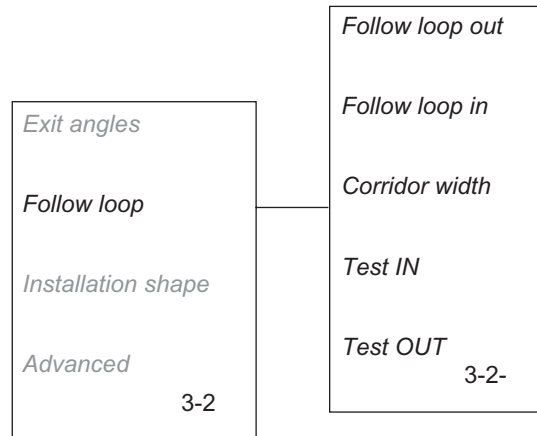 Exit angles
Follow loop
Installation shape
Advanced
3-2
Follow loop out
Follow loop in
Corridor width
Test IN
Test OUT
3-2-